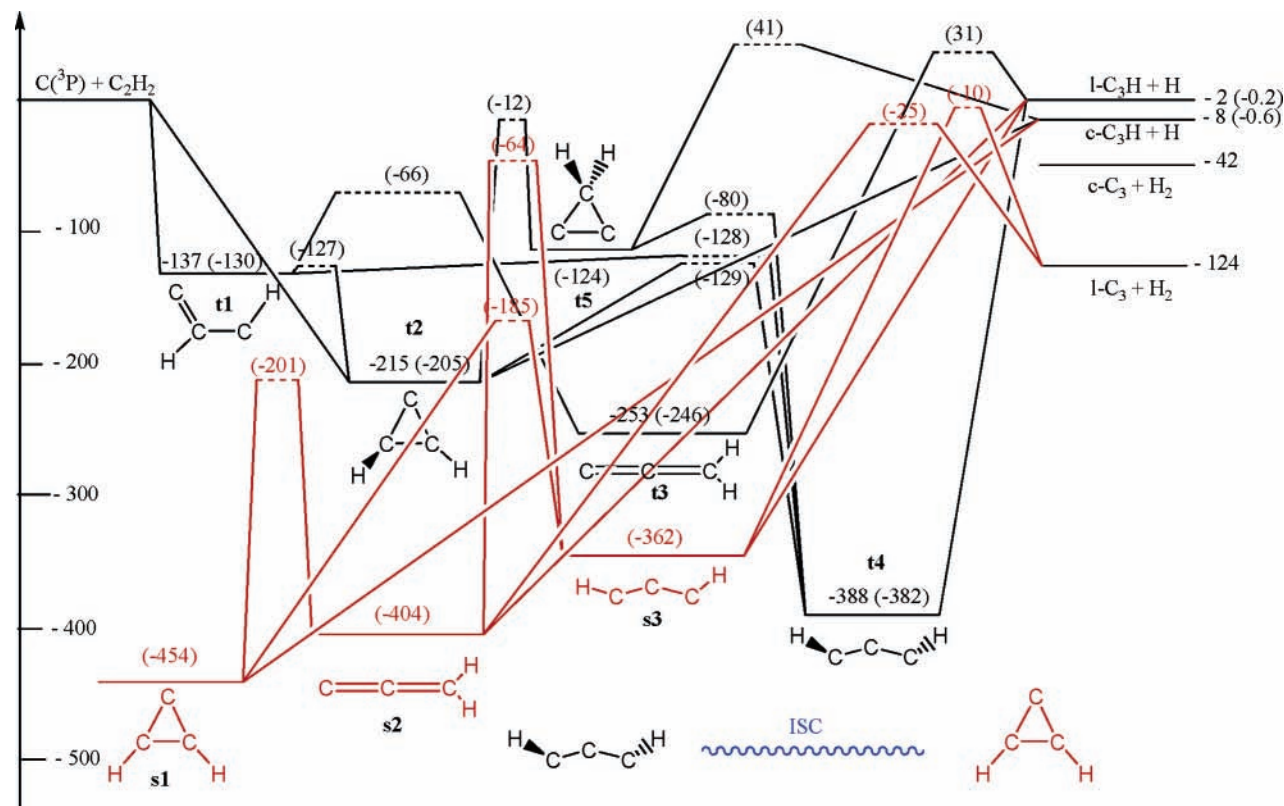 (41)
(31)
C(³P) + C₂H₂
l-C₃H + H
- 2 (-0.2)
(-12)
(-10)
(-25)
- 8 (-0.6)
c-C₃H + H
(-64)
H H
C
C C
- 42
c-C₃ + H₂
(-66)
(-80)
- 100
(-128)
(-127)
-137 (-130)
(-124)
(-129)
- 124
l-C₃ + H₂
t5
C
H
t1
C C
H
(-185)
t2
- 200
(-201)
-215 (-205)
C
C C
H H
-253 (-246)
C C C
H
H
t3
- 300
(-362)
H C C C H
s3
t4
-388 (-382)
H C C C H
- 400
(-404)
(-454)
C
C C
H H
s1
C C C
H
H
s2
H C C C H
ISC
C
C C
H H
- 500